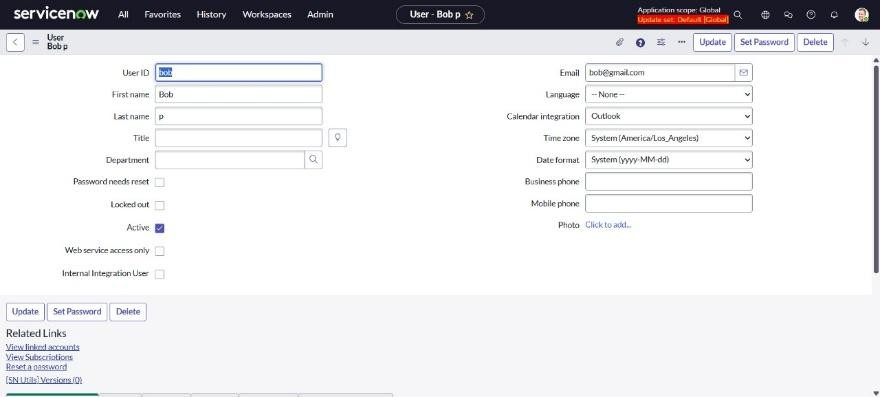 servicenow
All Favorites History Workspaces Admin
User - Bob p
Application scope: Global
Update set: Default [Global]
User
Bob p
Update Set Password Delete
User ID bob
First name Bob
Last name p
Title
Department
Password needs reset
Locked out
Active
Web service access only
Internal Integration User
Email bob@gmail.com
Language -- None --
Calendar integration Outlook
Time zone System (America/Los_Angeles)
Date format System (yyyy-MM-dd)
Business phone
Mobile phone
Photo Click to add...
Update Set Password Delete
Related Links
View linked accounts
View Subscriptions
Reset a password
[SN Utils] Versions (0)